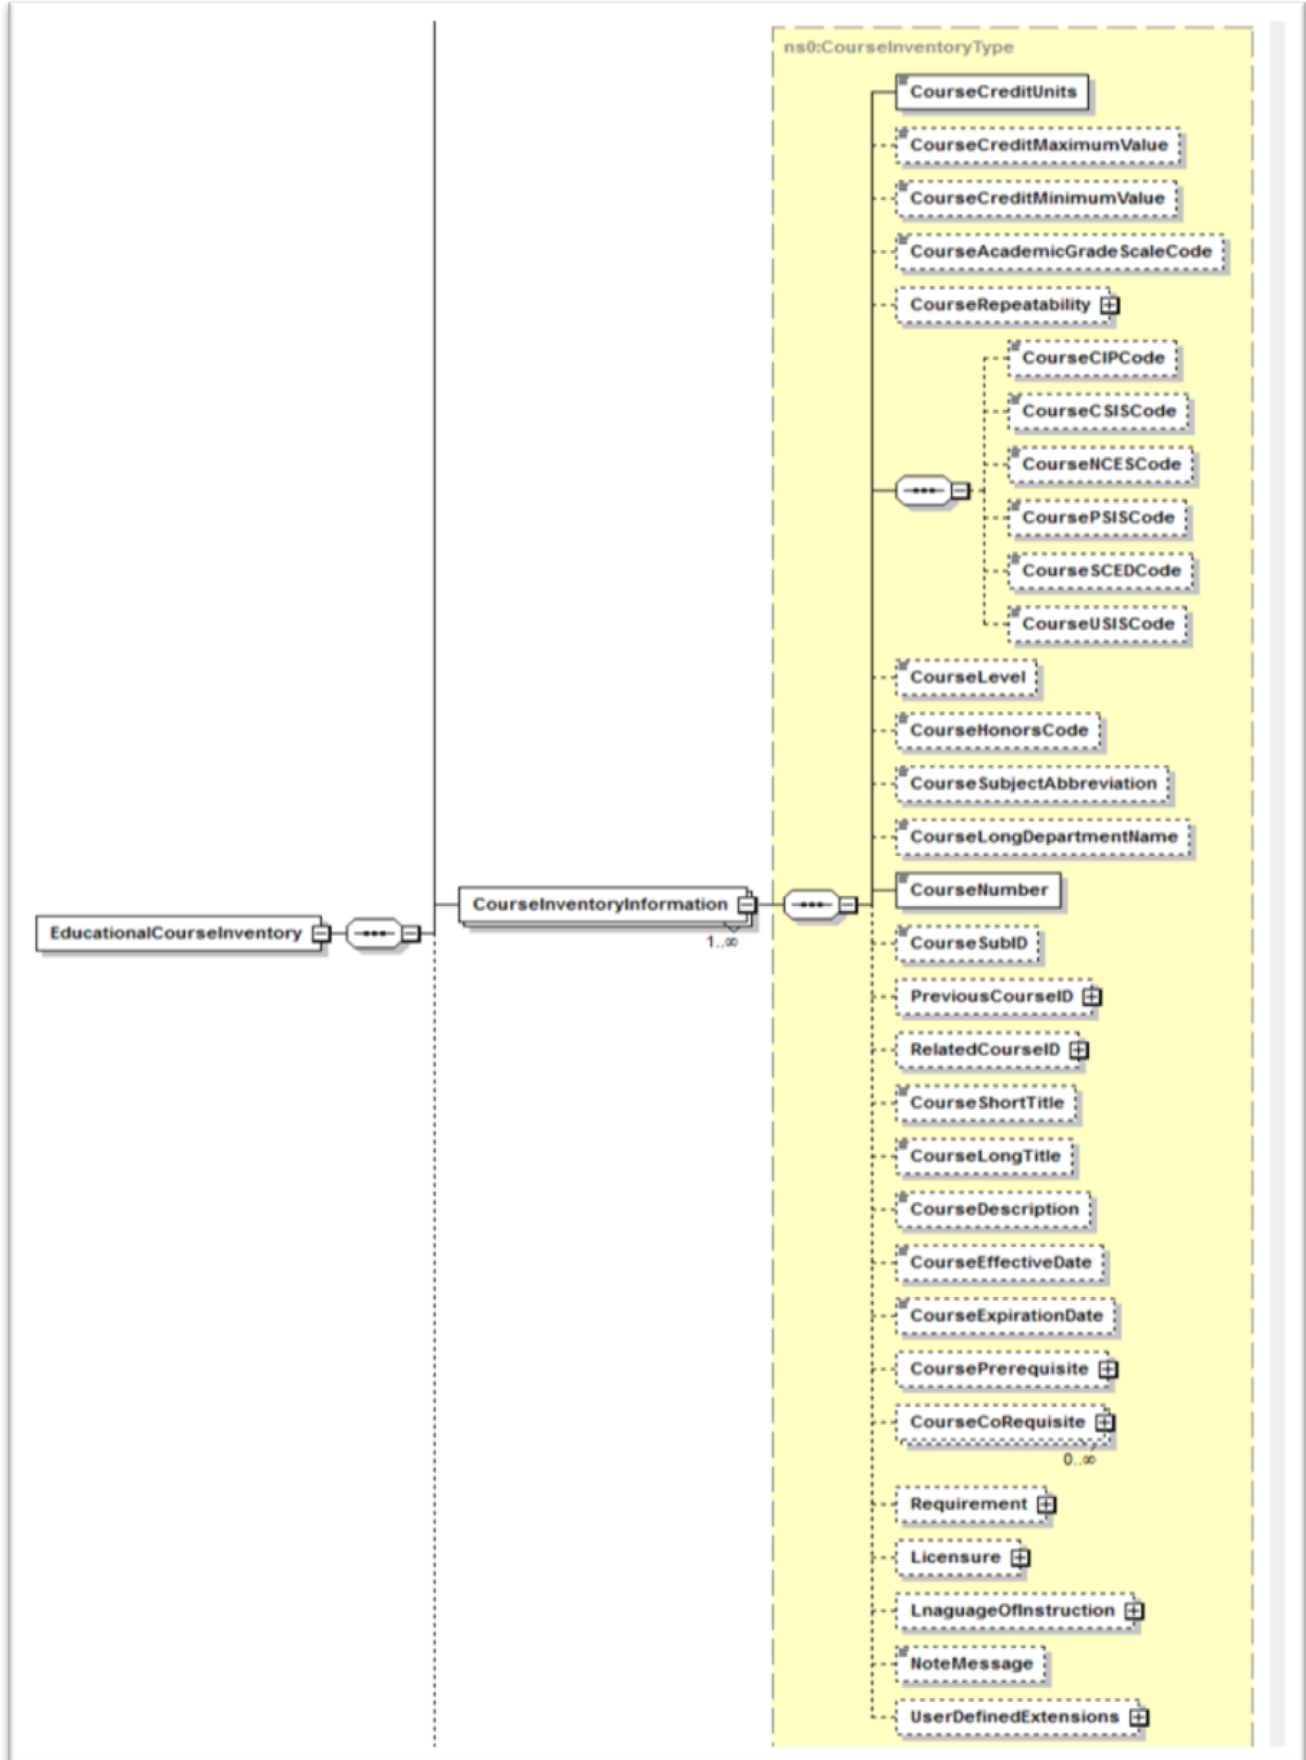 ns0:CourseInventoryType
CourseCreditUnits
CourseCreditMaximumValue
CourseCreditMinimumValue
CourseAcademicGradeScaleCode
CourseRepeatability
CourseCIPCode
CourseCSISCode
CourseNCESCode
CoursePSISCode
CourseSCEDCode
CourseUSISCode
CourseLevel
CourseHonorsCode
CourseSubjectAbbreviation
CourseLongDepartmentName
EducationalCourseInventory
CourseInventoryInformation
1..∞
CourseNumber
CourseSubID
PreviousCourseID
RelatedCourseID
CourseShortTitle
CourseLongTitle
CourseDescription
CourseEffectiveDate
CourseExpirationDate
CoursePrerequisite
CourseCoRequisite
0..∞
Requirement
Licensure
LnaguageOfInstruction
NoteMessage
UserDefinedExtensions